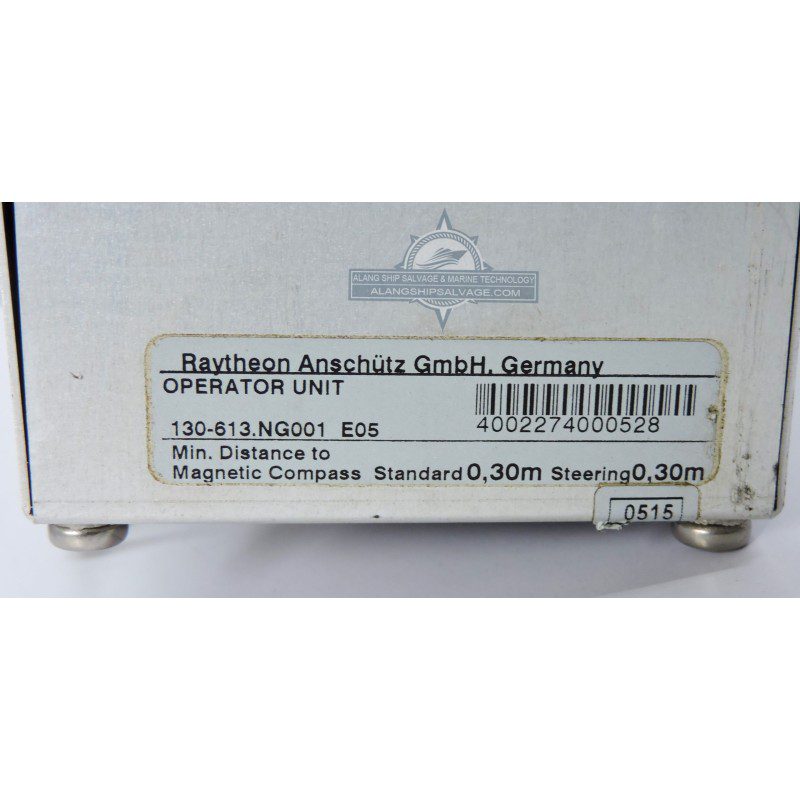 ALANG SHIP SALVAGE & MARINE TECHNOLOGY
ALANGSHIPSALVAGE.COM
Raytheon Anschütz GmbH, Germany
OPERATOR UNIT
130-613.NG001 E05
4002274000528
Min. Distance to
Magnetic Compass Standard 0,30m Steering 0,30m
0515